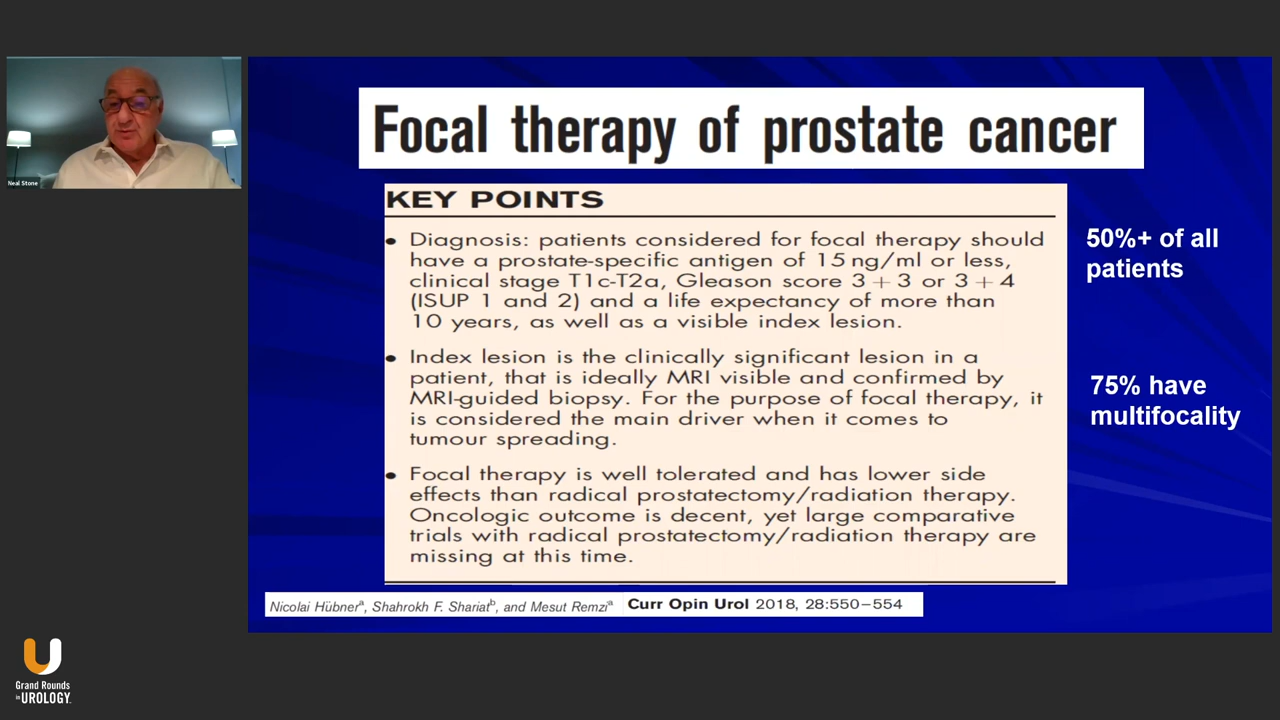 Neal Stone
Focal therapy of prostate cancer
KEY POINTS
• Diagnosis: patients considered for focal therapy should
have a prostate-specific antigen of 15 ng/ml or less,
clinical stage T1c-T2a, Gleason score 3 + 3 or 3 + 4
(ISUP 1 and 2) and a life expectancy of more than
10 years, as well as a visible index lesion.
• Index lesion is the clinically significant lesion in a
patient, that is ideally MRI visible and confirmed by
MRI-guided biopsy. For the purpose of focal therapy, it
is considered the main driver when it comes to
tumour spreading.
• Focal therapy is well tolerated and has lower side
effects than radical prostatectomy/radiation therapy.
Oncologic outcome is decent, yet large comparative
trials with radical prostatectomy/radiation therapy are
missing at this time.
50%+ of all
patients
75% have
multifocality
Nicolai Hübnerᵃ, Shahrokh F. Shariatᵇ, and Mesut Remziᵃ Curr Opin Urol 2018, 28:550–554
Grand Rounds
in UROLOGY